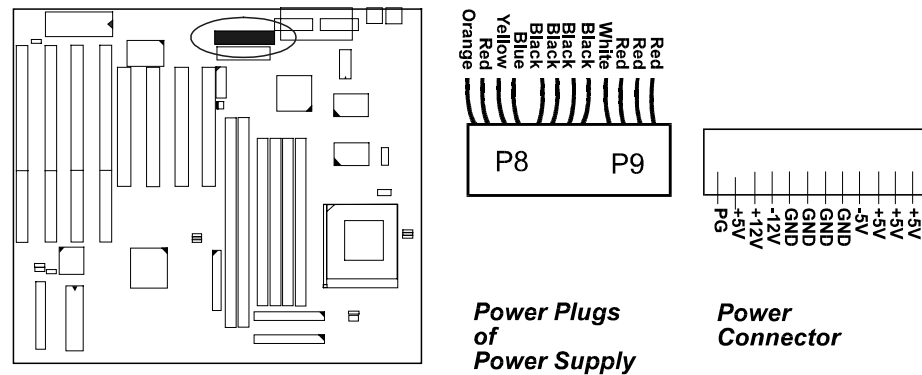 Orange
Red
Yellow
Blue
Black
Black
Black
Black
White
Red
Red
Red
P8 P9
PG
+5V
+12V
-12V
GND
GND
GND
GND
-5V
+5V
+5V
+5V
Power Plugs
of
Power Supply
Power
Connector